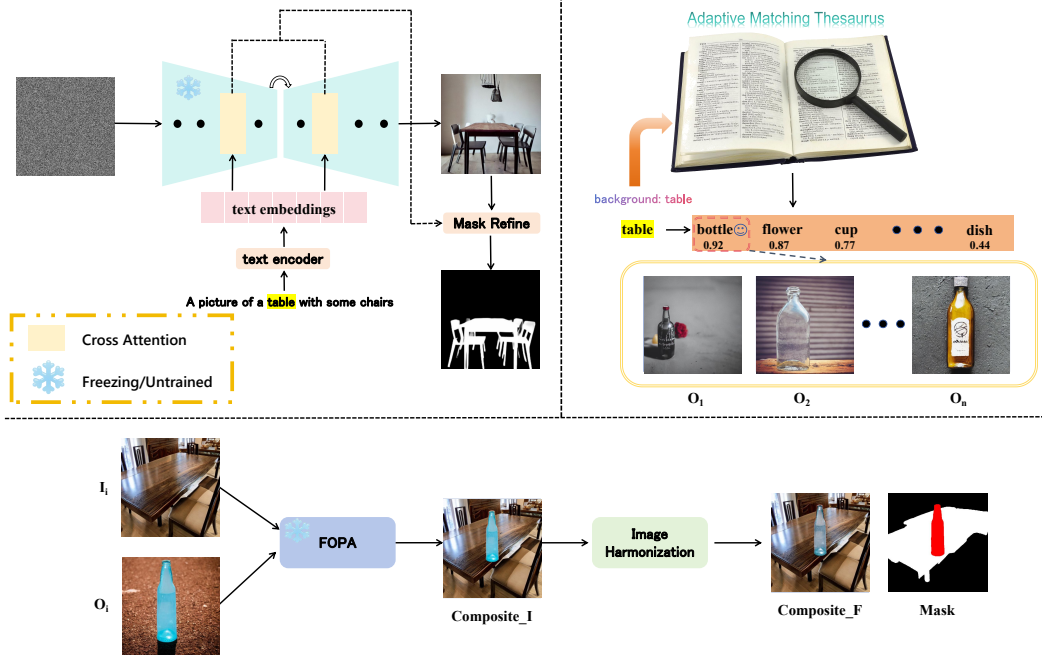 text embeddings
text encoder
A picture of a table with some chairs
Mask Refine
Cross Attention
Freezing/Untrained
Adaptive Matching Thesaurus
background: table
table
bottle flower cup dish
0.92 0.87 0.77 0.44
O₁ O₂ Oₙ
Iᵢ
Oᵢ
FOPA
Composite_I
Image
Harmonization
Composite_F
Mask